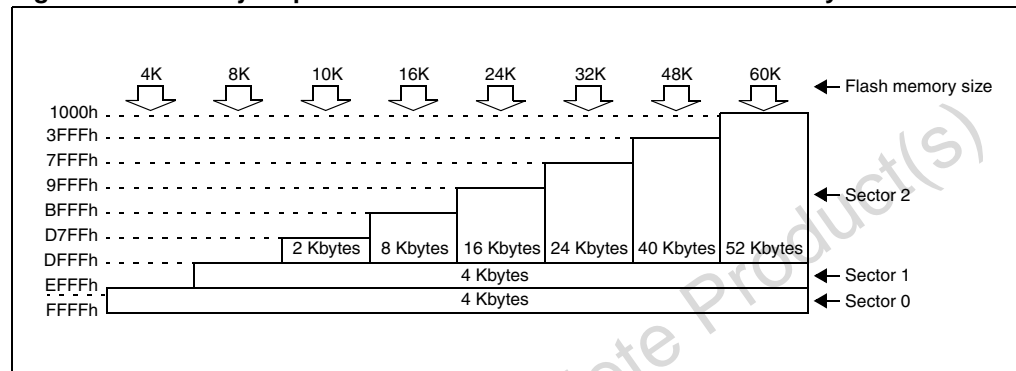 4K 8K 10K 16K 24K 32K 48K 60K
Flash memory size
1000h
3FFFh
7FFFh
9FFFh
BFFFh
D7FFh
DFFFh
EFFFh
FFFFh
Sector 2
2 Kbytes 8 Kbytes 16 Kbytes 24 Kbytes 40 Kbytes 52 Kbytes
4 Kbytes
Sector 1
4 Kbytes
Sector 0
Product(s)